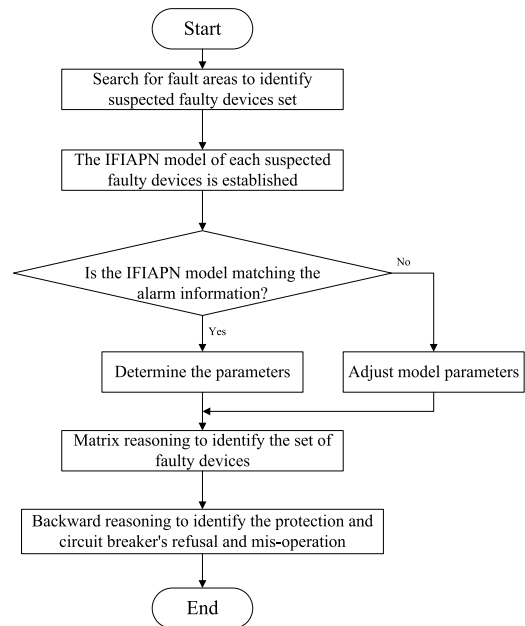 Start
Search for fault areas to identify
suspected faulty devices set
The IFIAPN model of each suspected
faulty devices is established
Is the IFIAPN model matching the
alarm information?
No
Yes
Determine the parameters
Adjust model parameters
Matrix reasoning to identify the set of
faulty devices
Backward reasoning to identify the protection and
circuit breaker's refusal and mis-operation
End